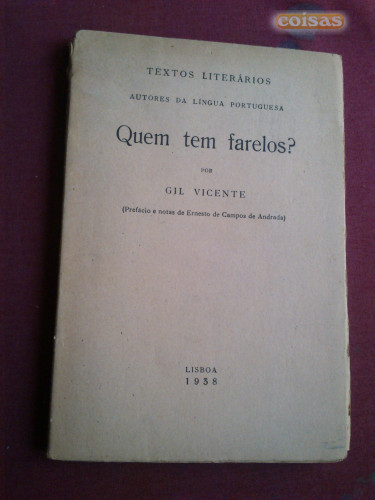 coisas
TEXTOS LITERÁRIOS
AUTORES DA LÍNGUA PORTUGUESA
Quem tem farelos?
POR
GIL VICENTE
(Prefácio e notas de Ernesto de Campos de Andrada)
LISBOA
1938